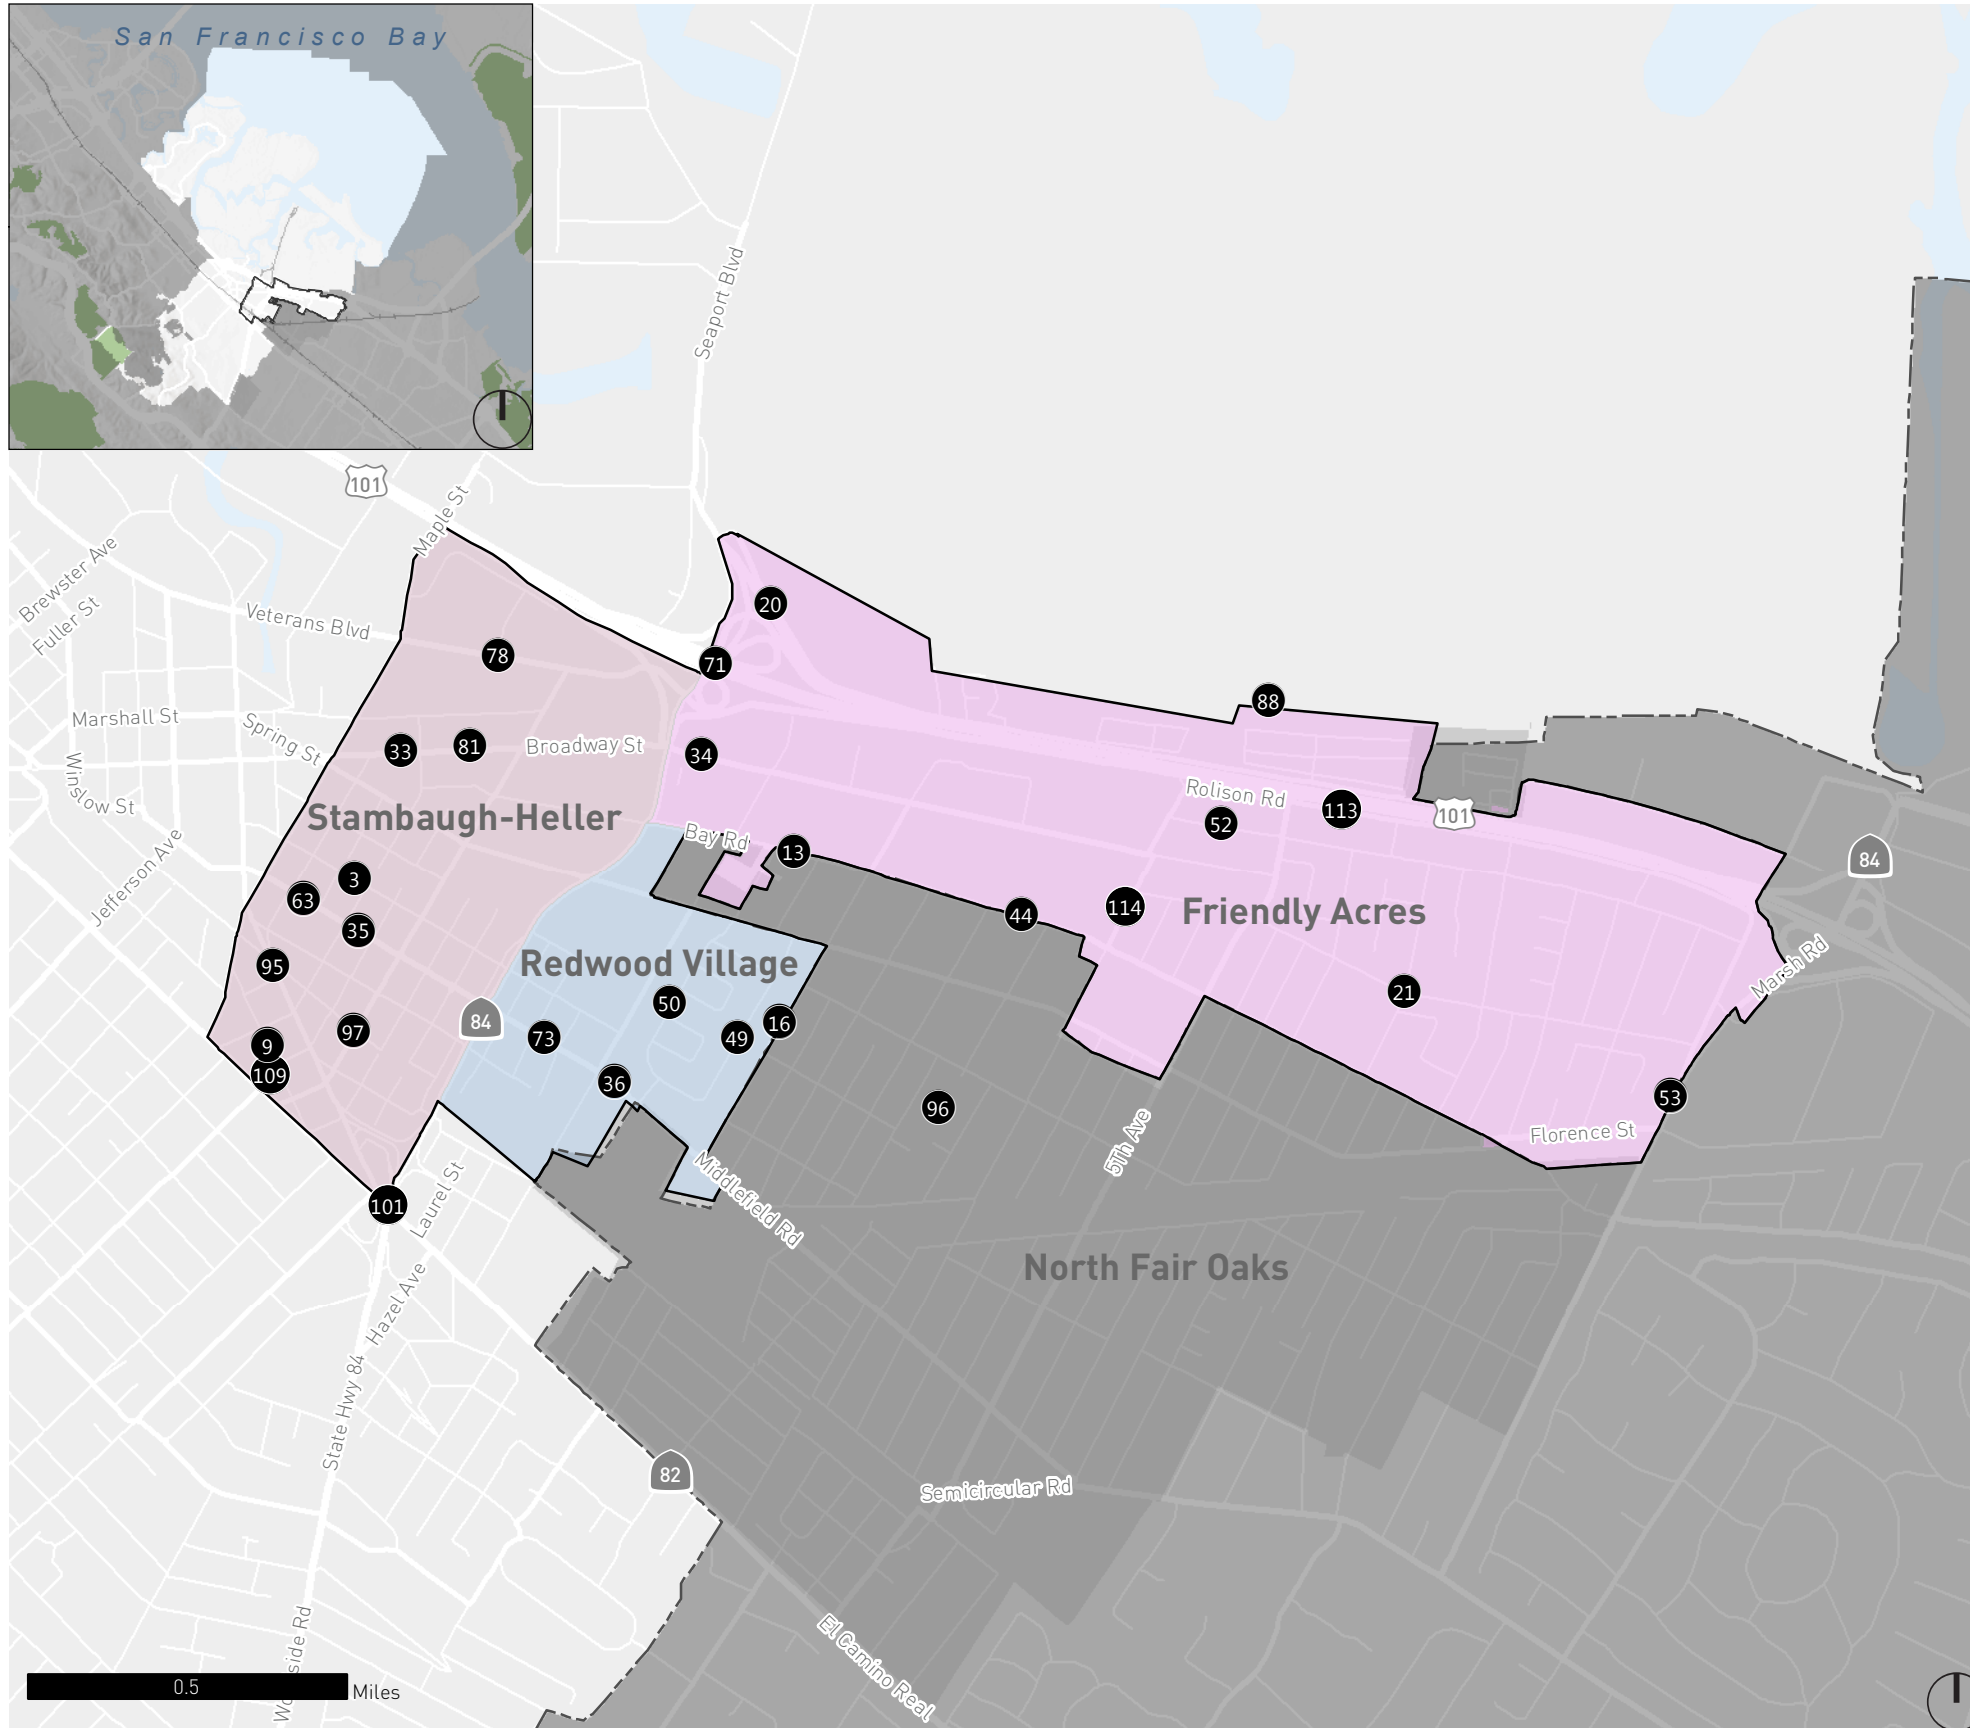 San Francisco Bay
101
Maple St
Seaport Blvd
Brewster Ave
Fuller St
Veterans Blvd
20
78
71
88
Marshall St
Spring St
33
81
Broadway St
34
Winslow St
Rolison Rd
52
113
101
Stambaugh-Heller
Bay Rd
13
84
Jefferson Ave
3
63
35
114
44
Friendly Acres
95
Redwood Village
Marsh Rd
21
50
84
97
73
49
16
9
109
36
96
53
5Th Ave
Florence St
101
Laurel St
Middlefield Rd
Hazel Ave
North Fair Oaks
State Hwy 84
82
Semicircular Rd
El Camino Real
side Rd
0.5
Miles